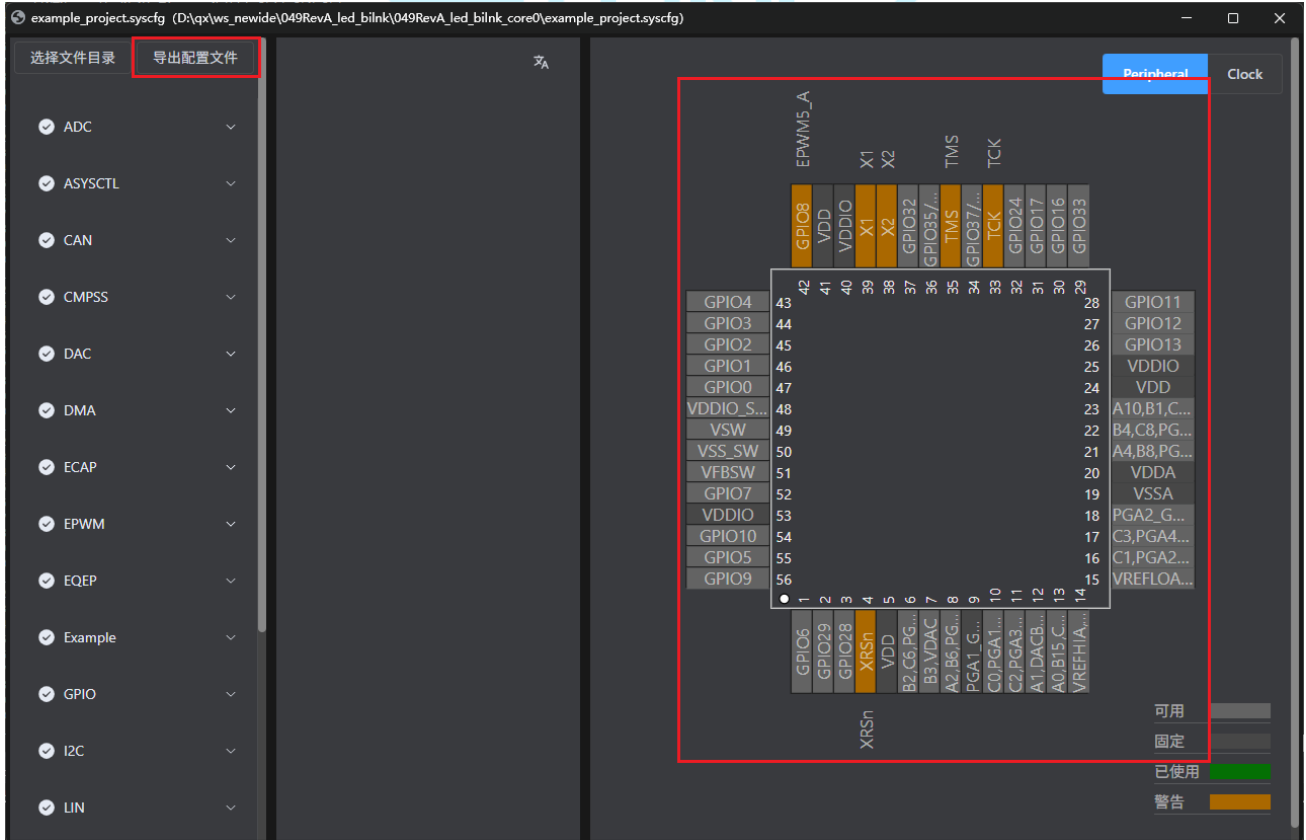 example_project.syscfg (D:\qx\ws_newide\049RevA_led_bilnk\049RevA_led_bilnk_core0\example_project.syscfg)
选择文件目录 导出配置文件
Peripheral Clock
ADC
ASYSCTL
CAN
CMPSS
DAC
DMA
ECAP
EPWM
EQEP
Example
GPIO
I2C
LIN
EPWM5_A X1 X2 TMS TCK
GPIO8 VDD VDDIO X1 X2 GPIO32 GPIO35/... TMS GPIO37/... TCK GPIO24 GPIO17 GPIO16 GPIO33
42 41 40 39 38 37 36 35 34 33 32 31 30 29
GPIO4 43 28 GPIO11
GPIO3 44 27 GPIO12
GPIO2 45 26 GPIO13
GPIO1 46 25 VDDIO
GPIO0 47 24 VDD
VDDIO_S... 48 23 A10,B1,C...
VSW 49 22 B4,C8,PG...
VSS_SW 50 21 A4,B8,PG...
VFBSW 51 20 VDDA
GPIO7 52 19 VSSA
VDDIO 53 18 PGA2_G...
GPIO10 54 17 C3,PGA4...
GPIO5 55 16 C1,PGA2...
GPIO9 56 15 VREFLOA...
1 2 3 4 5 6 7 8 9 10 11 12 13 14
GPIO6 GPIO29 GPIO28 XRSn VDD B2,C6,PG... B3,VDAC A2,B6,PG... PGA1_G... C0,PGA1... C2,PGA3... A1,DACB... A0,B15,C... VREFHIA,...
XRSn
可用
固定
已使用
警告